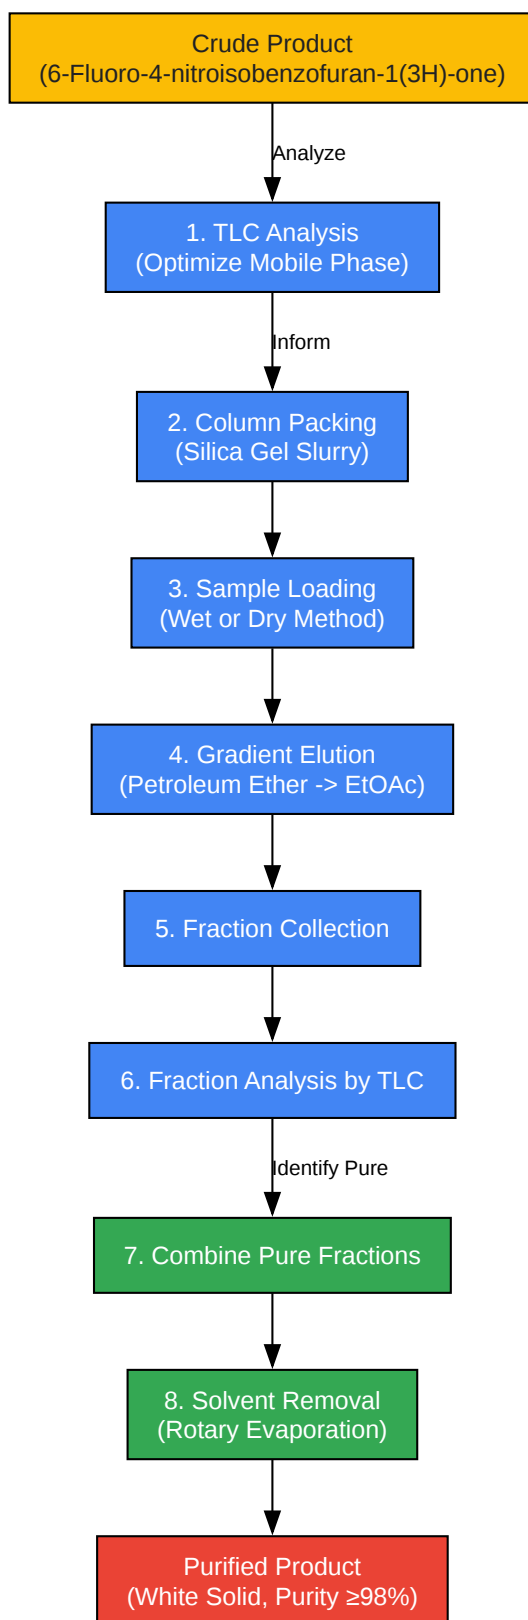 Crude Product
(6-Fluoro-4-nitroisobenzofuran-1(3H)-one)
Analyze
1. TLC Analysis
(Optimize Mobile Phase)
Inform
2. Column Packing
(Silica Gel Slurry)
3. Sample Loading
(Wet or Dry Method)
4. Gradient Elution
(Petroleum Ether -> EtOAc)
5. Fraction Collection
6. Fraction Analysis by TLC
Identify Pure
7. Combine Pure Fractions
8. Solvent Removal
(Rotary Evaporation)
Purified Product
(White Solid, Purity ≥98%)